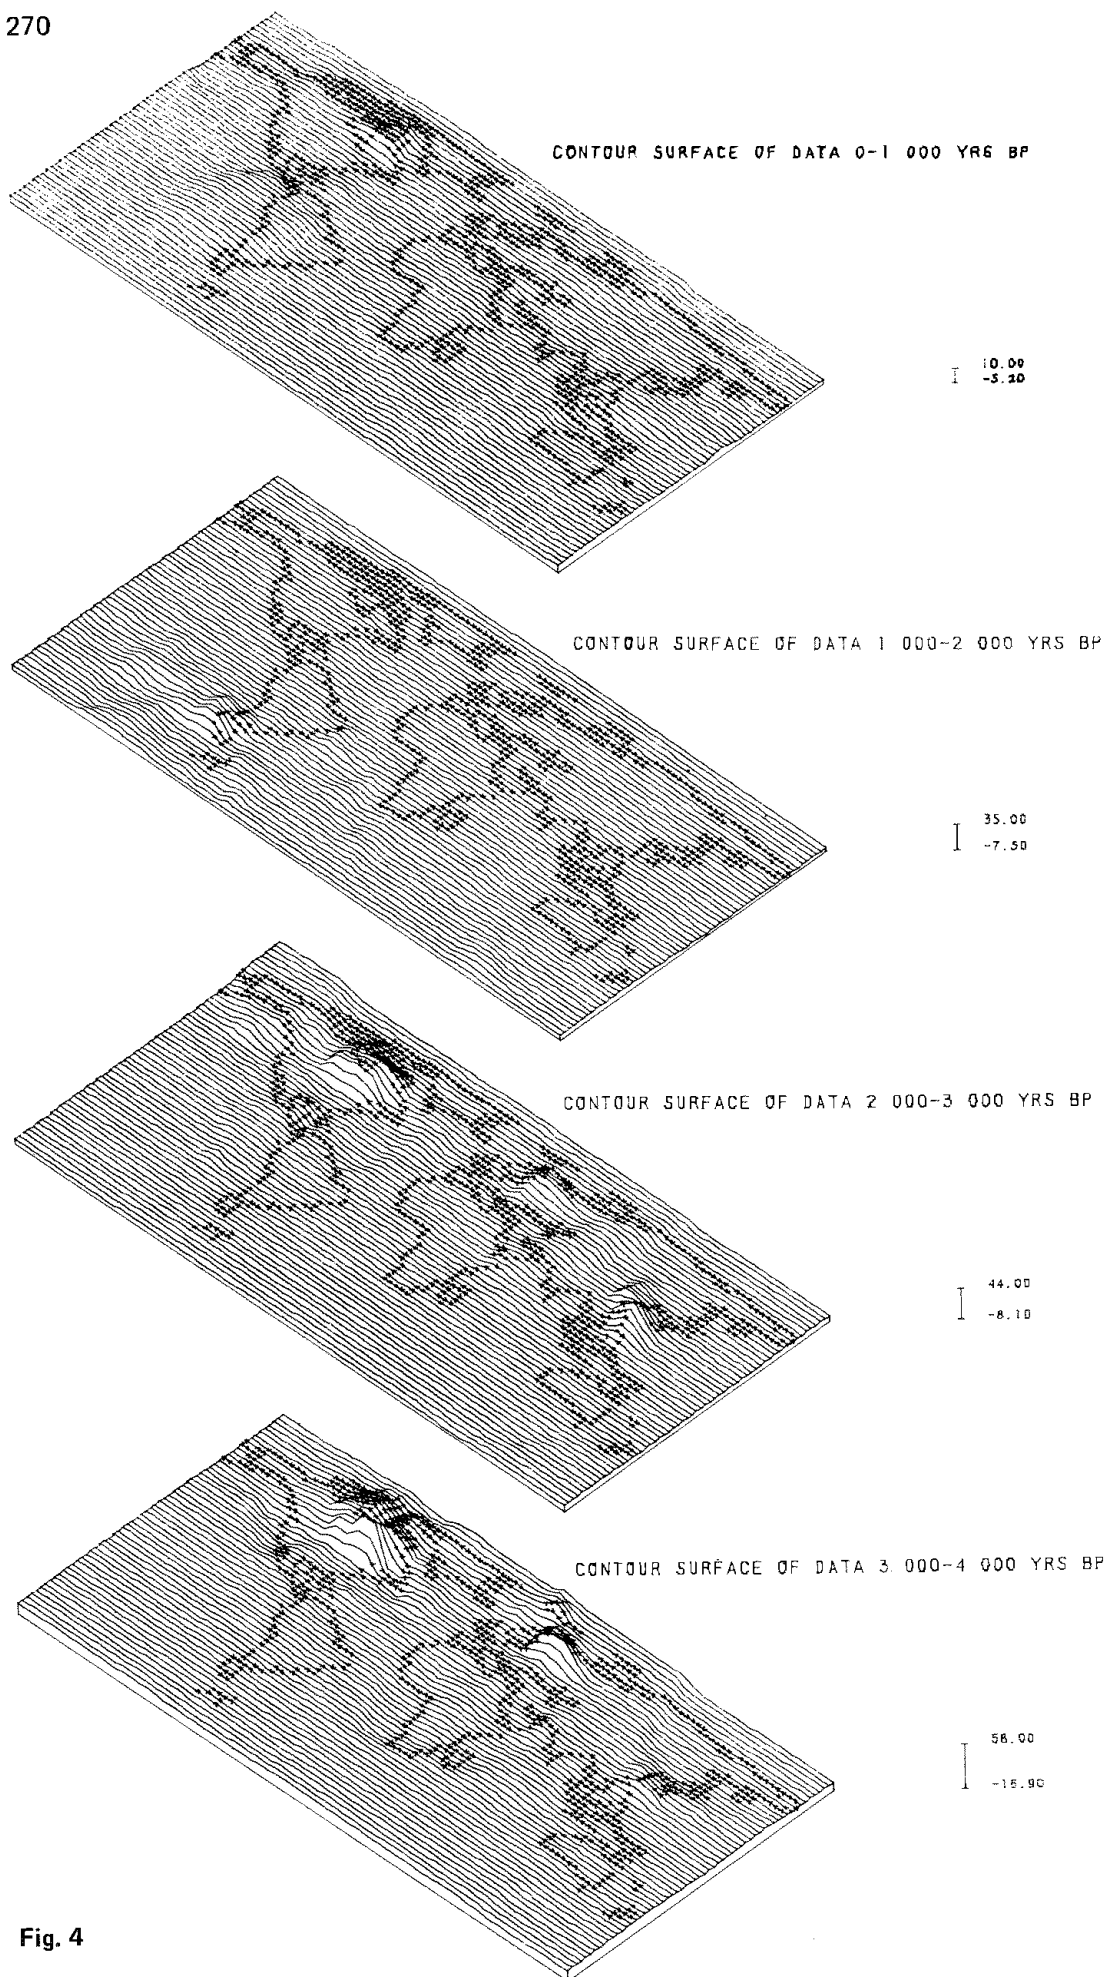 270
CONTOUR SURFACE OF DATA 0-1 000 YRS BP
10.00
-3.20
CONTOUR SURFACE OF DATA 1 000-2 000 YRS BP
35.00
-7.50
CONTOUR SURFACE OF DATA 2 000-3 000 YRS BP
44.00
-8.10
CONTOUR SURFACE OF DATA 3 000-4 000 YRS BP
58.00
-15.90
Fig. 4